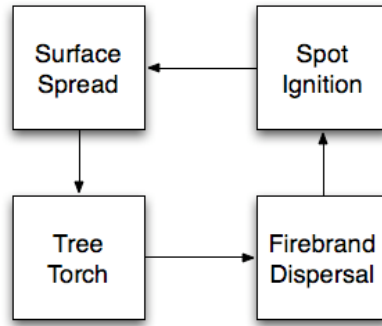 Surface
Spread
Spot
Ignition
Tree
Torch
Firebrand
Dispersal